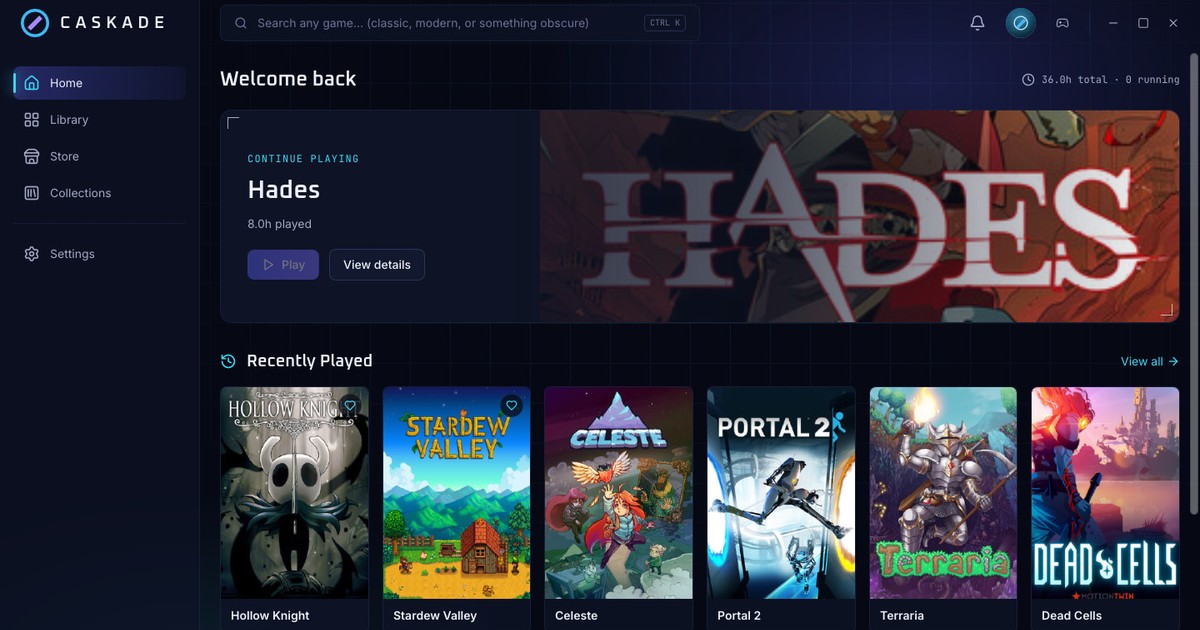 CASKADE
Search any game... (classic, modern, or something obscure)
CTRL K
Home
Library
Store
Collections
Settings
Welcome back
36.0h total · 0 running
CONTINUE PLAYING
Hades
8.0h played
Play
View details
HADES
Recently Played
View all
HOLLOW KNIGHT
STARDEW
VALLEY
CELESTE
PORTAL 2
Terraria
DEAD CELLS
MOTIONTWIN
Hollow Knight
Stardew Valley
Celeste
Portal 2
Terraria
Dead Cells